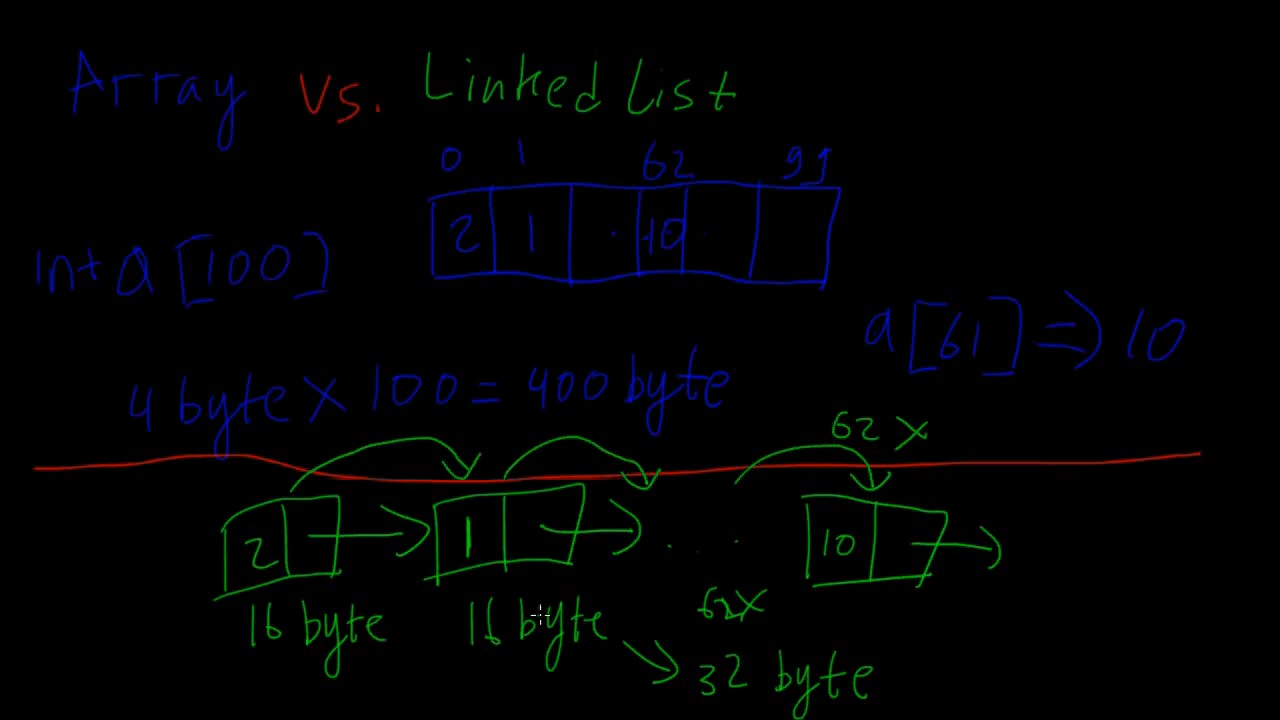 Array Vs. Linked List
0 1 62 99
2 1 10
int a [100]
a[61] => 10
4 byte X 100 = 400 byte
62 X
2 1 10
16 byte 16 byte
62X
32 byte